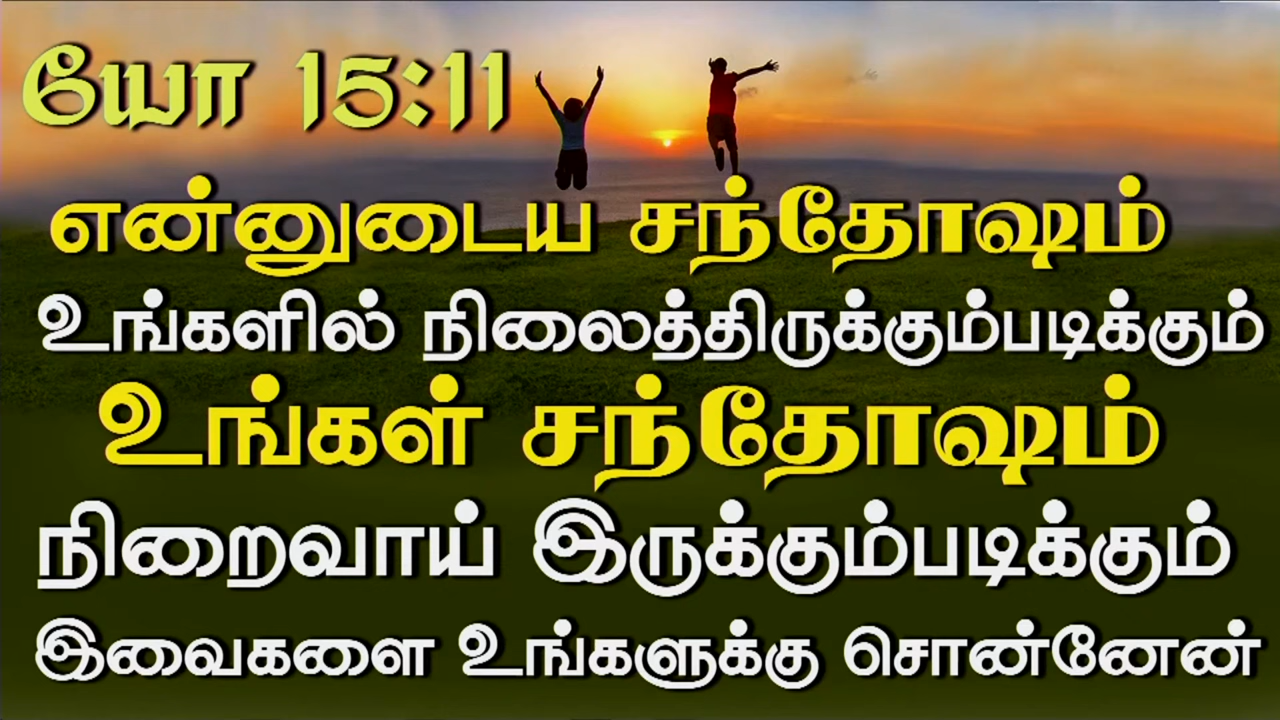 யோ 15:11
என்னுடைய சந்தோஷம்
உங்களில் நிலைத்திருக்கும்படிக்கும்
உங்கள் சந்தோஷம்
நிறைவாய் இருக்கும்படிக்கும்
இவைகளை உங்களுக்கு சொன்னேன்